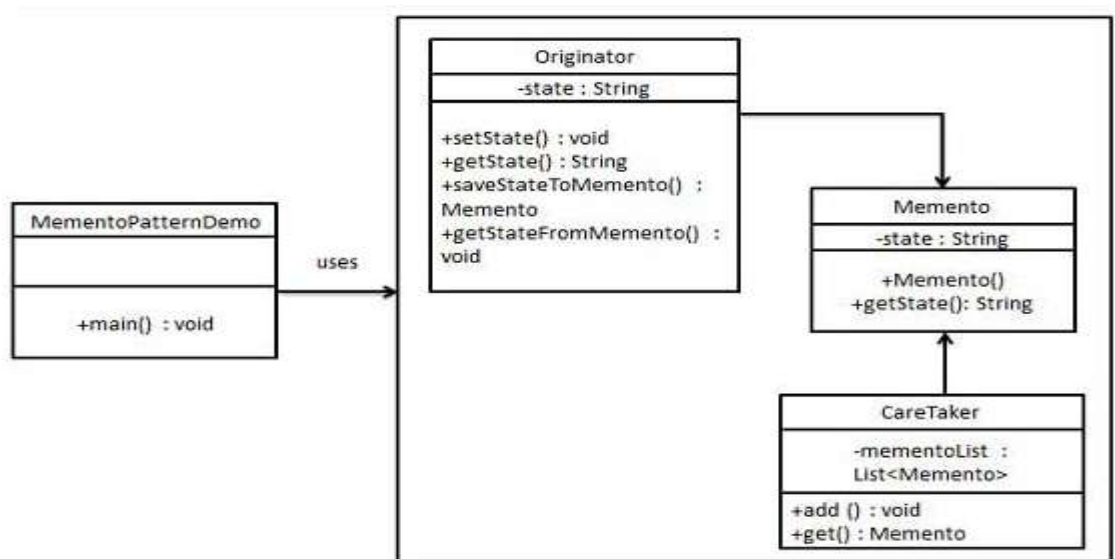 MementoPatternDemo
+main() : void
uses
Originator
-state : String
+setState() : void
+getState() : String
+saveStateToMemento() :
Memento
+getStateFromMemento() :
void
Memento
-state : String
+Memento()
+getState(): String
CareTaker
-mementoList :
List<Memento>
+add () : void
+get() : Memento